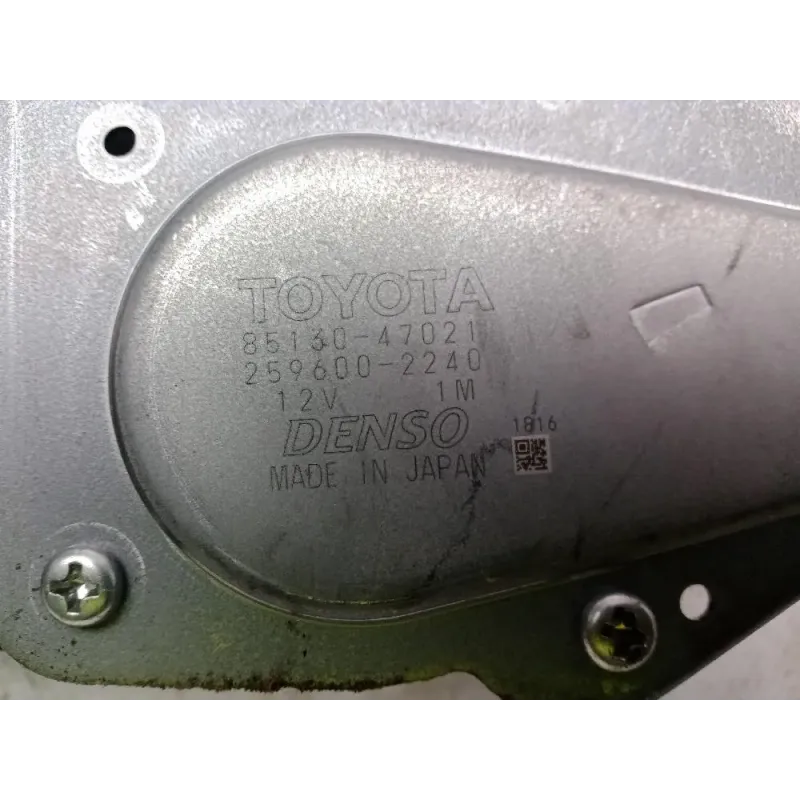 TOYOTA
85130-47021
259600-2240
12V 1M
DENSO
1816
MADE IN JAPAN